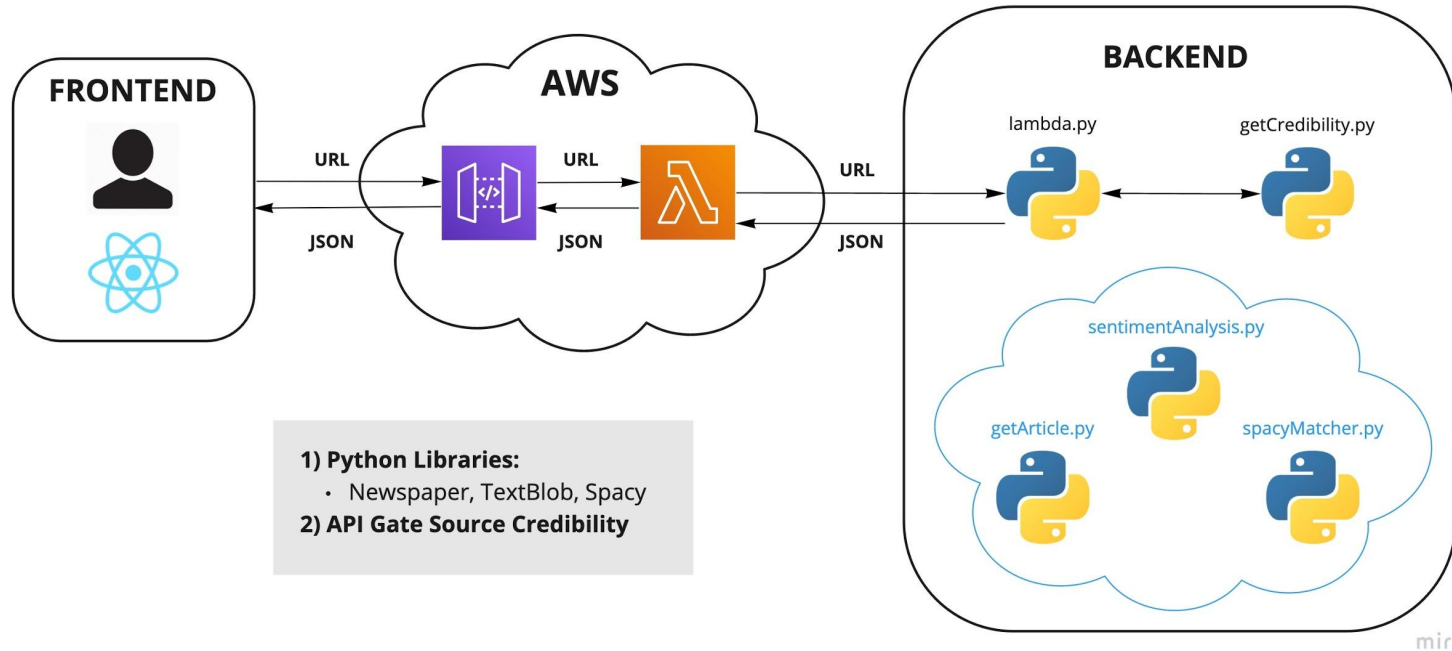 FRONTEND
URL
JSON
AWS
URL
JSON
</>
URL
JSON
BACKEND
lambda.py
getCredibility.py
sentimentAnalysis.py
getArticle.py
spacyMatcher.py
1) Python Libraries:
• Newspaper, TextBlob, Spacy
2) API Gate Source Credibility
mir